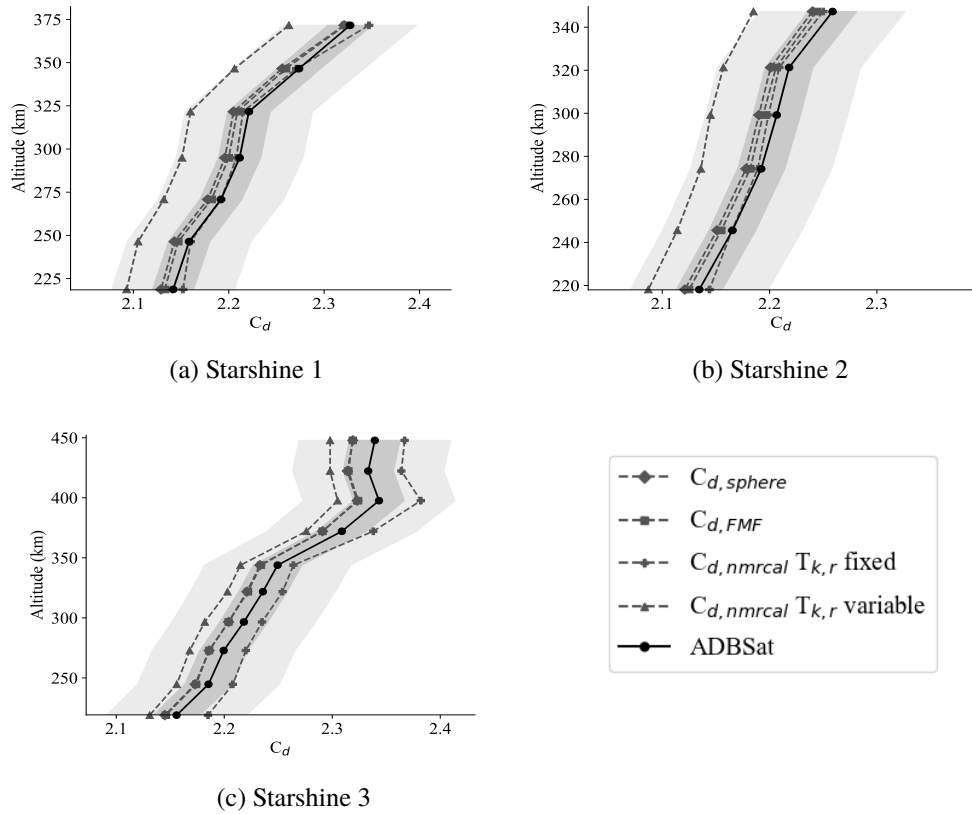 375
350
325
300
275
250
225
Altitude (km)
2.1 2.2 2.3 2.4
C_d
(a) Starshine 1
340
320
300
280
260
240
220
Altitude (km)
2.1 2.2 2.3
C_d
(b) Starshine 2
450
400
350
300
250
Altitude (km)
2.1 2.2 2.3 2.4
C_d
(c) Starshine 3
C_d, sphere
C_d, FMF
C_d, nmrcal T_k, r fixed
C_d, nmrcal T_k, r variable
ADBSat